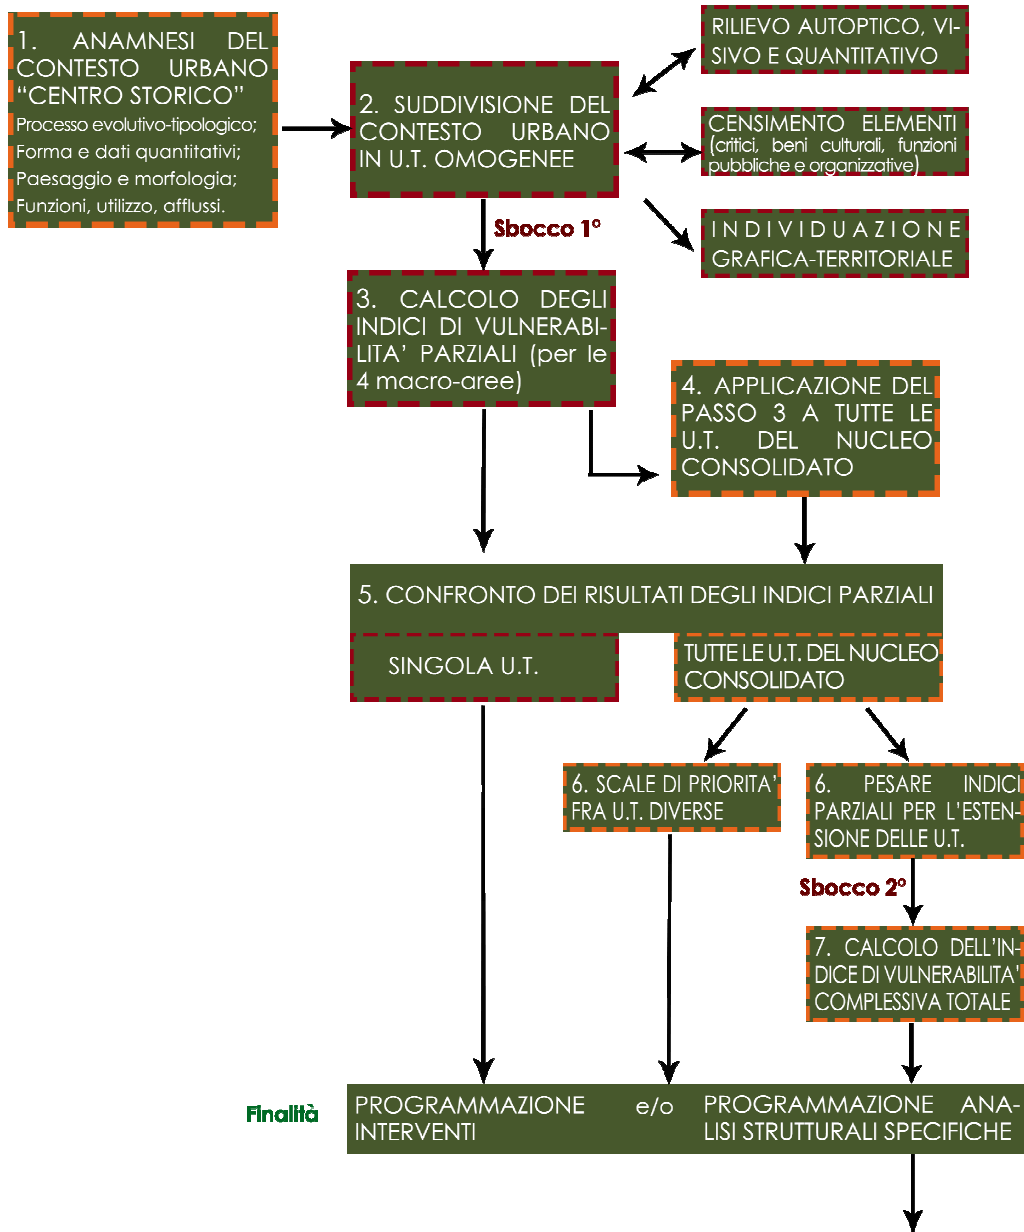 1. ANAMNESI DEL
CONTESTO URBANO
“CENTRO STORICO”
Processo evolutivo-tipologico;
Forma e dati quantitativi;
Paesaggio e morfologia;
Funzioni, utilizzo, afflussi.
2. SUDDIVISIONE DEL
CONTESTO URBANO
IN U.T. OMOGENEE
RILIEVO AUTOPTICO, VI-
SIVO E QUANTITATIVO
CENSIMENTO ELEMENTI
(critici, beni culturali, funzioni
pubbliche e organizzative)
INDIVIDUAZIONE
GRAFICA-TERRITORIALE
Sbocco 1°
3. CALCOLO DEGLI
INDICI DI VULNERABI-
LITA’ PARZIALI (per le
4 macro-aree)
4. APPLICAZIONE DEL
PASSO 3 A TUTTE LE
U.T. DEL NUCLEO
CONSOLIDATO
5. CONFRONTO DEI RISULTATI DEGLI INDICI PARZIALI
SINGOLA U.T.
TUTTE LE U.T. DEL NUCLEO
CONSOLIDATO
6. SCALE DI PRIORITA’
FRA U.T. DIVERSE
6. PESARE INDICI
PARZIALI PER L’ESTEN-
SIONE DELLE U.T.
Sbocco 2°
7. CALCOLO DELL’IN-
DICE DI VULNERABILITA’
COMPLESSIVA TOTALE
Finalità
PROGRAMMAZIONE
INTERVENTI
e/o
PROGRAMMAZIONE ANA-
LISI STRUTTURALI SPECIFICHE